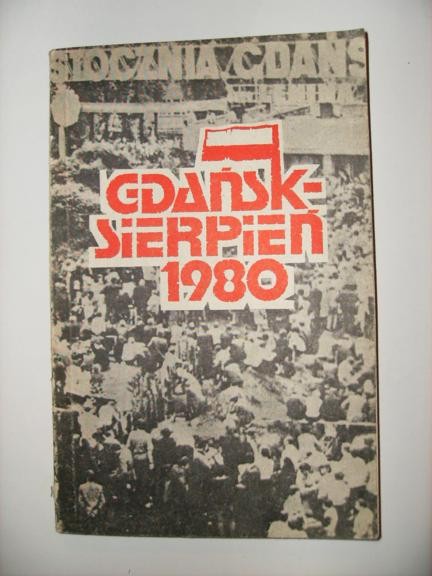 STOCZNIA GDAŃS
GDAŃSK-
SIERPIEŃ
1980